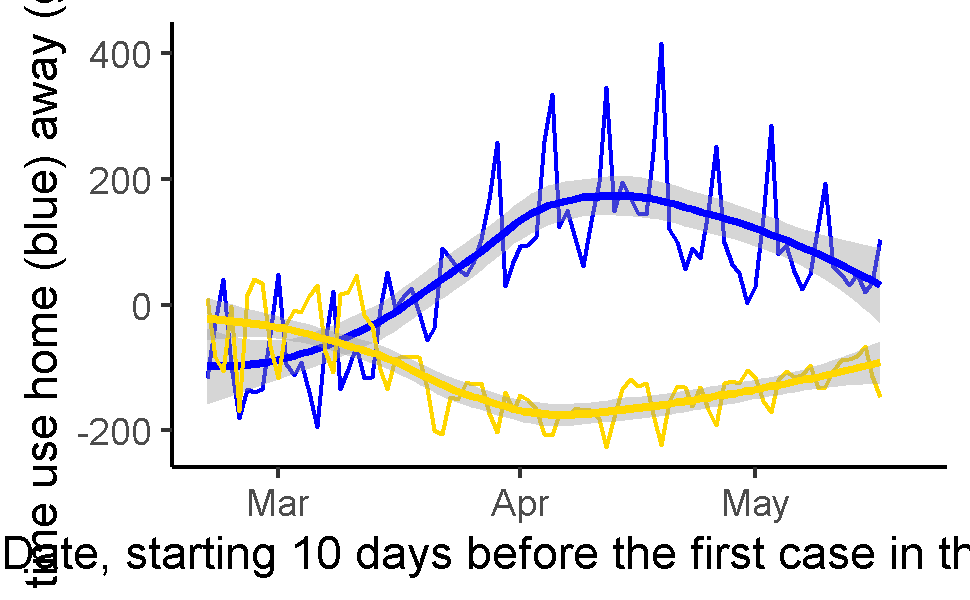 time use home (blue) away (
400
200
0
-200
Mar Apr May
Date, starting 10 days before the first case in th